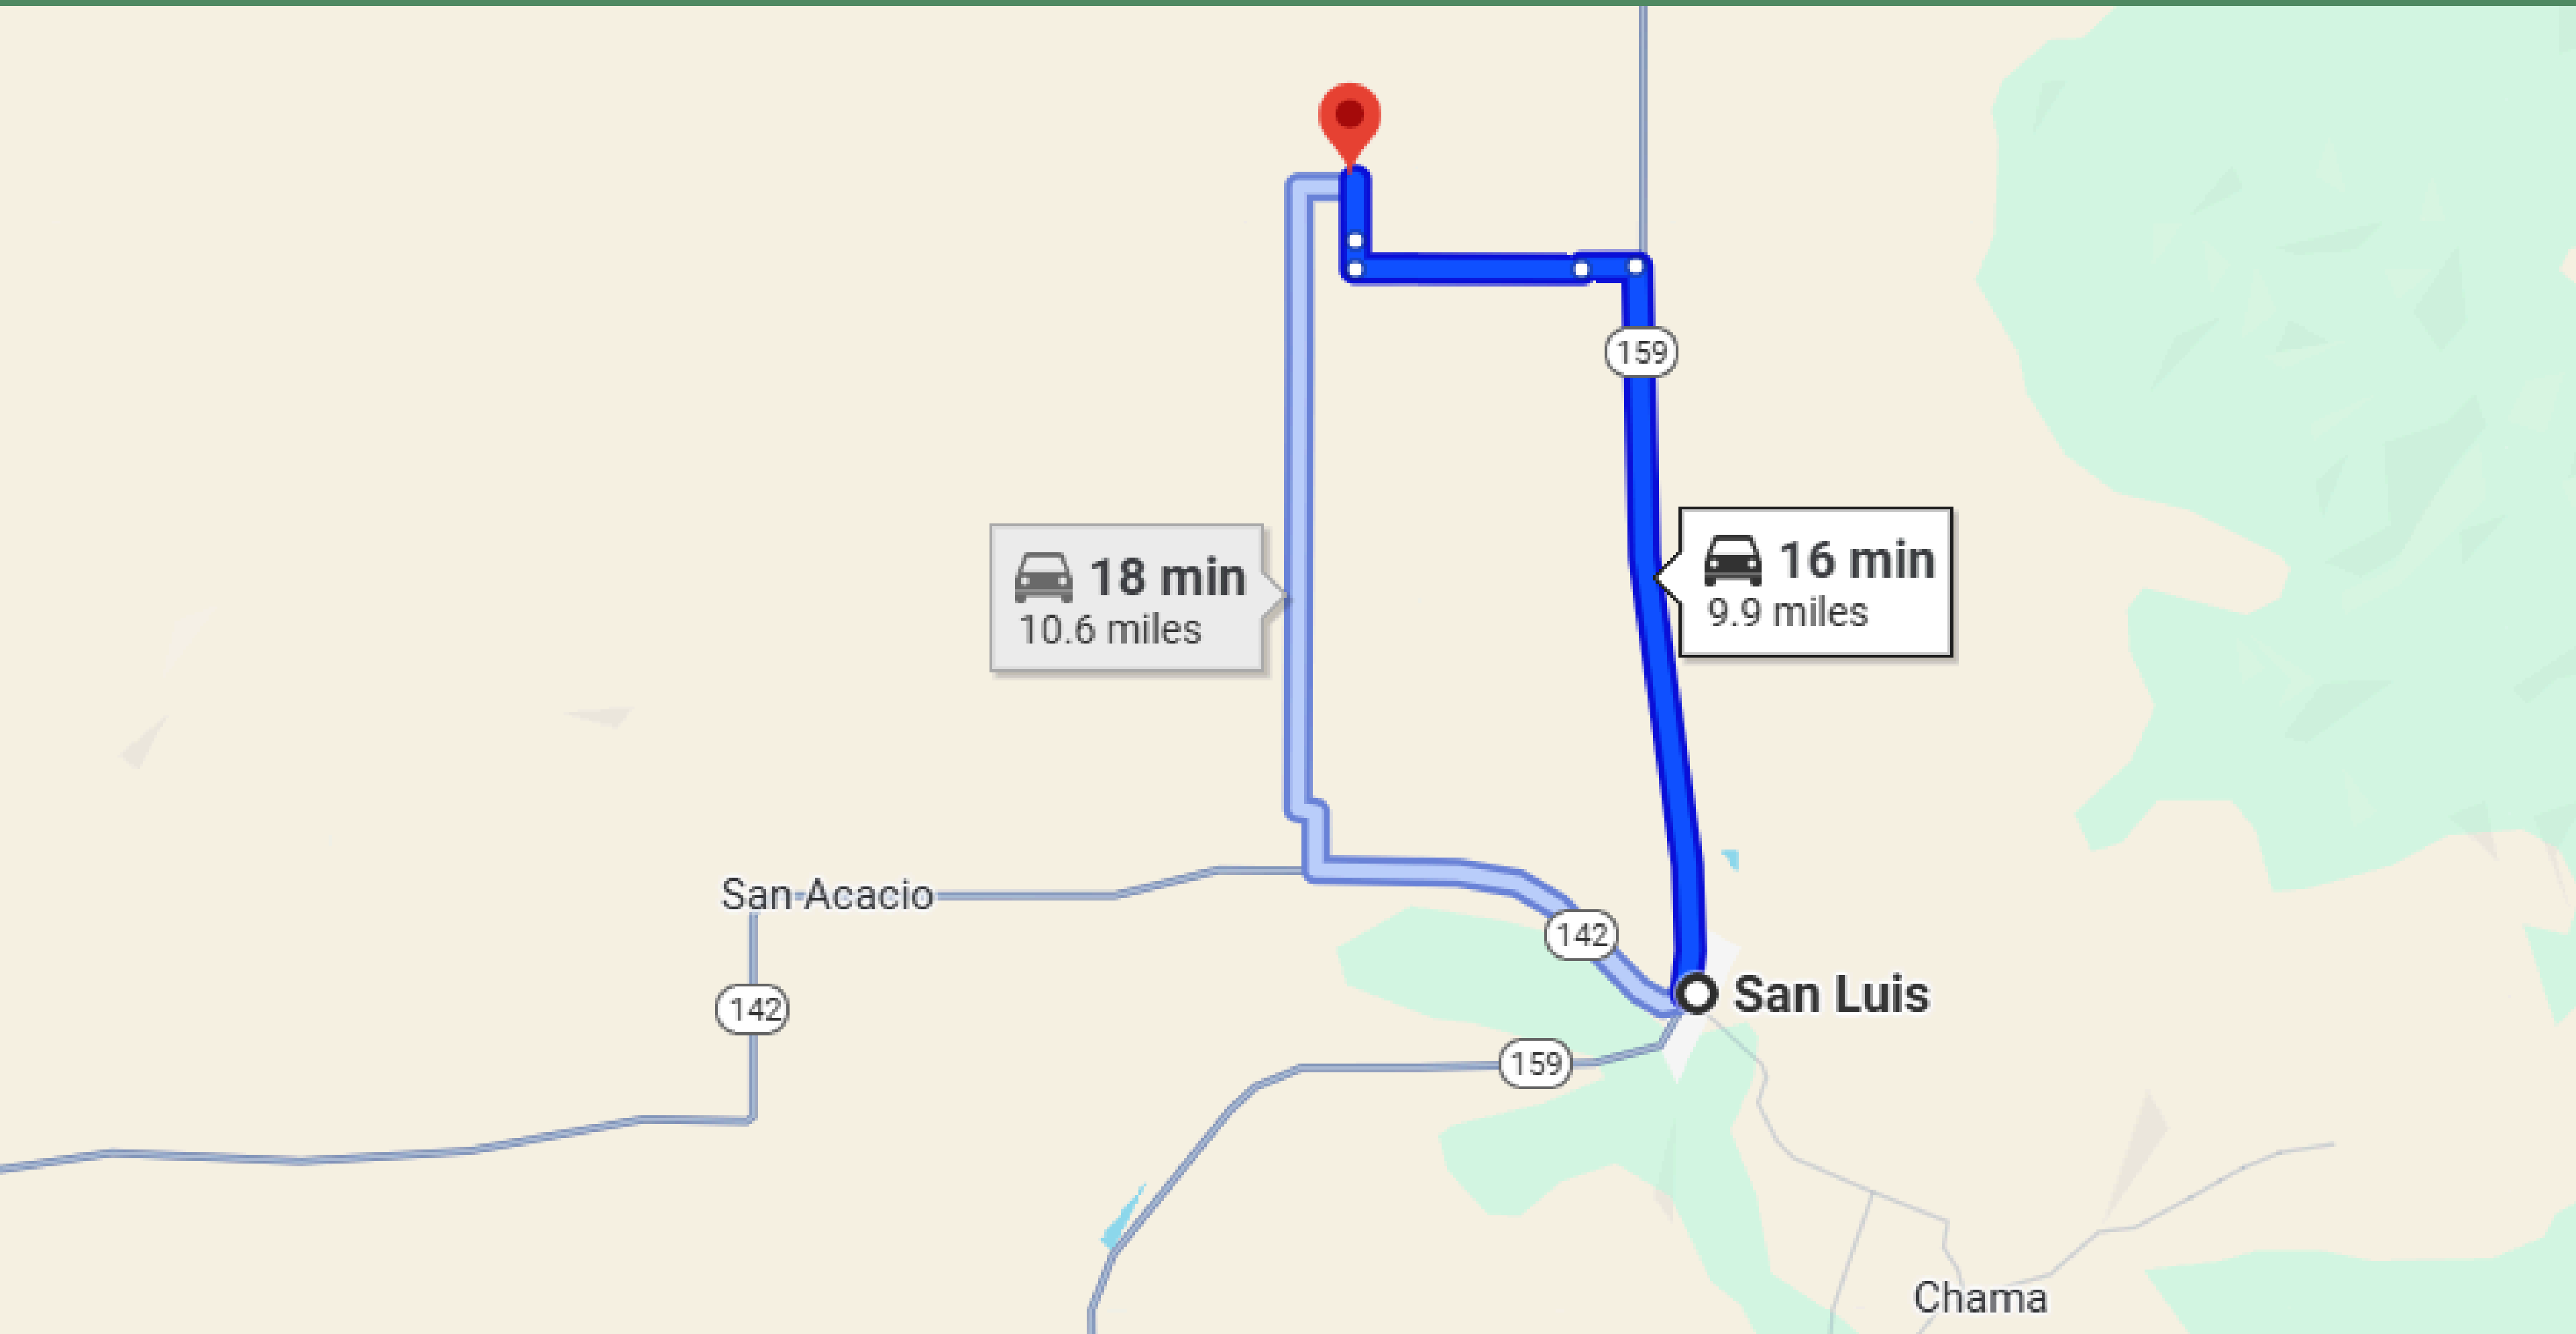 159
16 min
9.9 miles
18 min
10.6 miles
San Acacio
142
San Luis
142
159
Chama